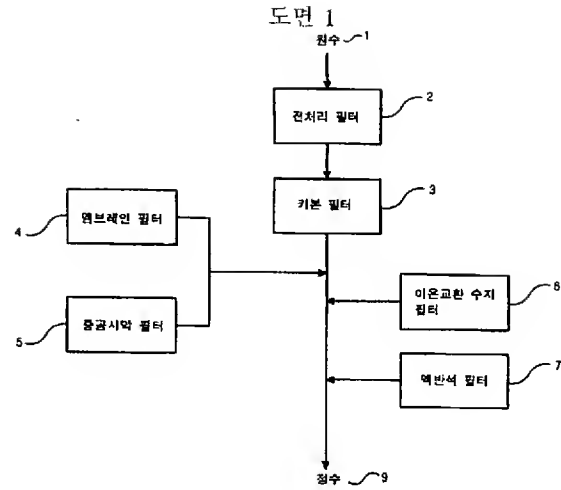 도면 1
원수 1
전처리 필터 2
카본 필터 3
멤브레인 필터 4
중공사막 필터 5
이온교환 수지
필터 6
맥반석 필터 7
정수 9